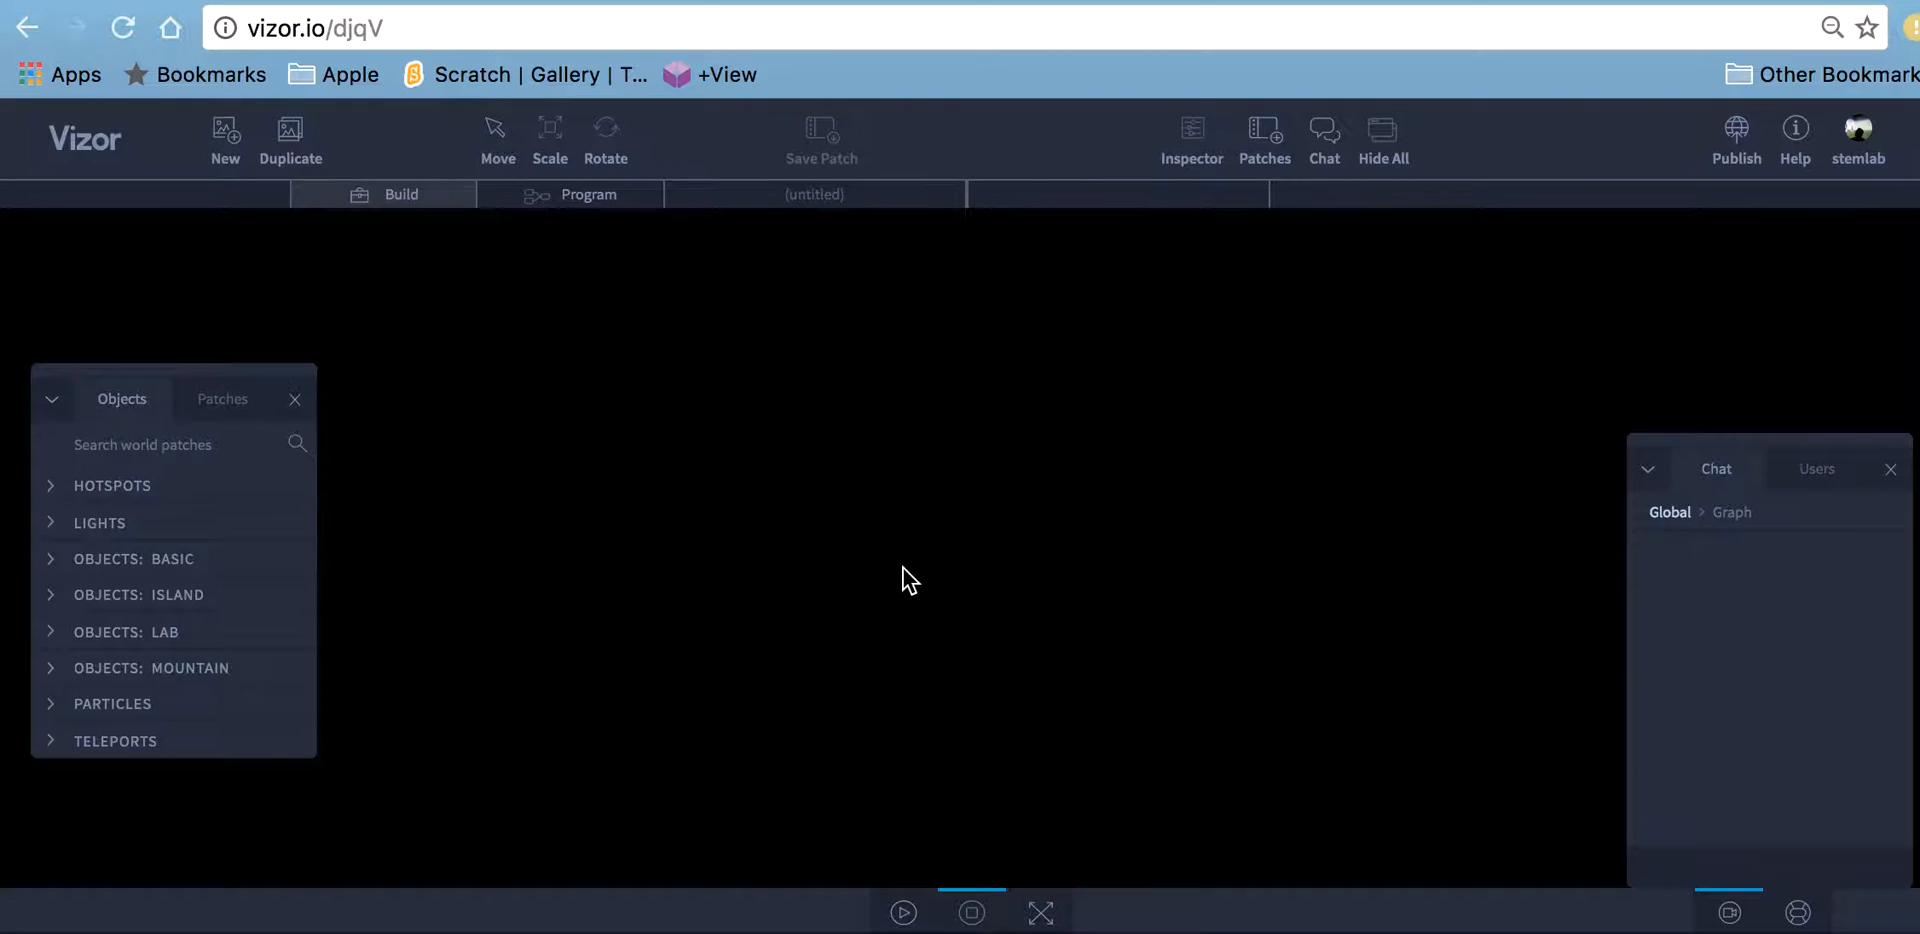 vizor.io/djqV
Apps Bookmarks Apple Scratch | Gallery | T... +View Other Bookmark
Vizor New Duplicate Move Scale Rotate Save Patch Inspector Patches Chat Hide All Publish Help stemlab
Build Program (untitled)
Objects Patches
Search world patches
HOTSPOTS
LIGHTS
OBJECTS: BASIC
OBJECTS: ISLAND
OBJECTS: LAB
OBJECTS: MOUNTAIN
PARTICLES
TELEPORTS
Chat Users
Global > Graph